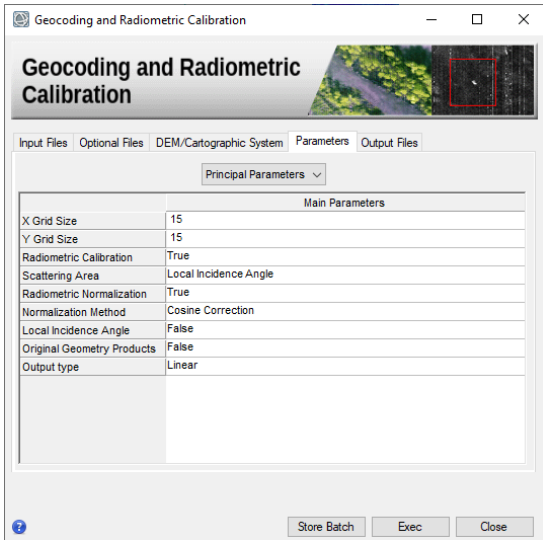 Geocoding and Radiometric Calibration
Geocoding and Radiometric
Calibration
Input Files Optional Files DEM/Cartographic System Parameters Output Files
Principal Parameters
Main Parameters
X Grid Size 15
Y Grid Size 15
Radiometric Calibration True
Scattering Area Local Incidence Angle
Radiometric Normalization True
Normalization Method Cosine Correction
Local Incidence Angle False
Original Geometry Products False
Output type Linear
? Store Batch Exec Close